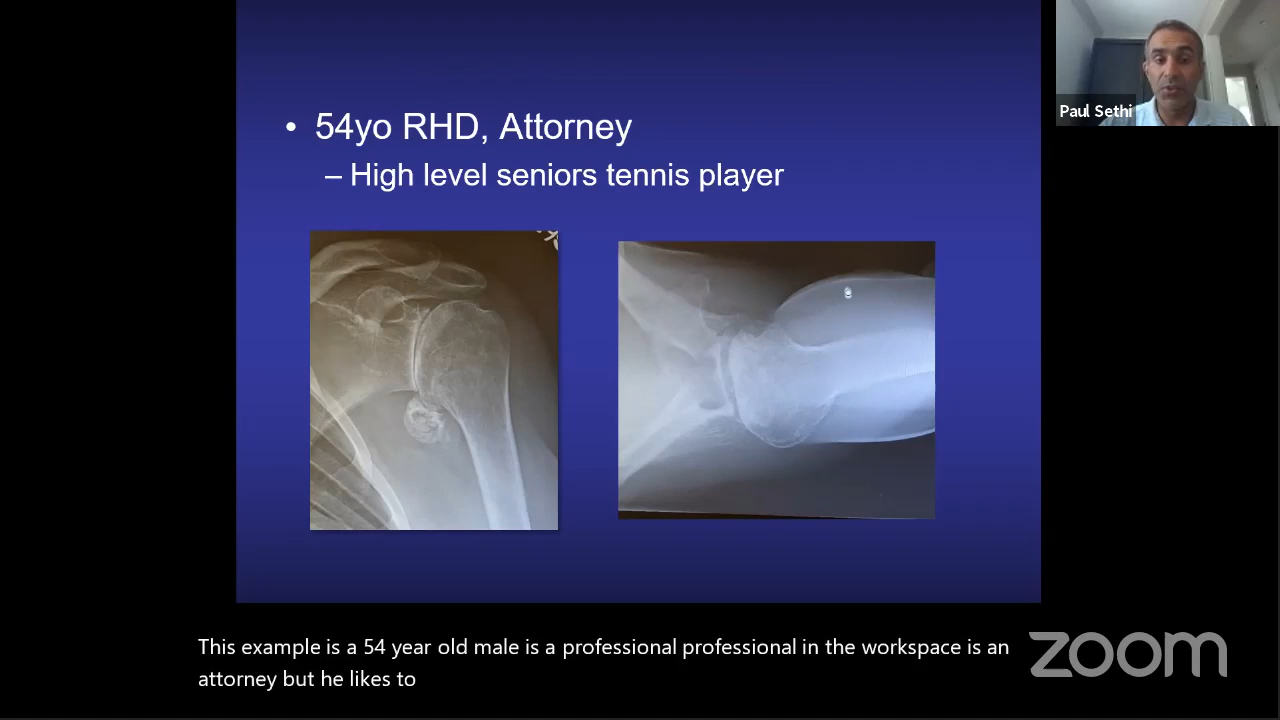 • 54yo RHD, Attorney
– High level seniors tennis player
Paul Sethi
This example is a 54 year old male is a professional professional in the workspace is an
attorney but he likes to
zoom